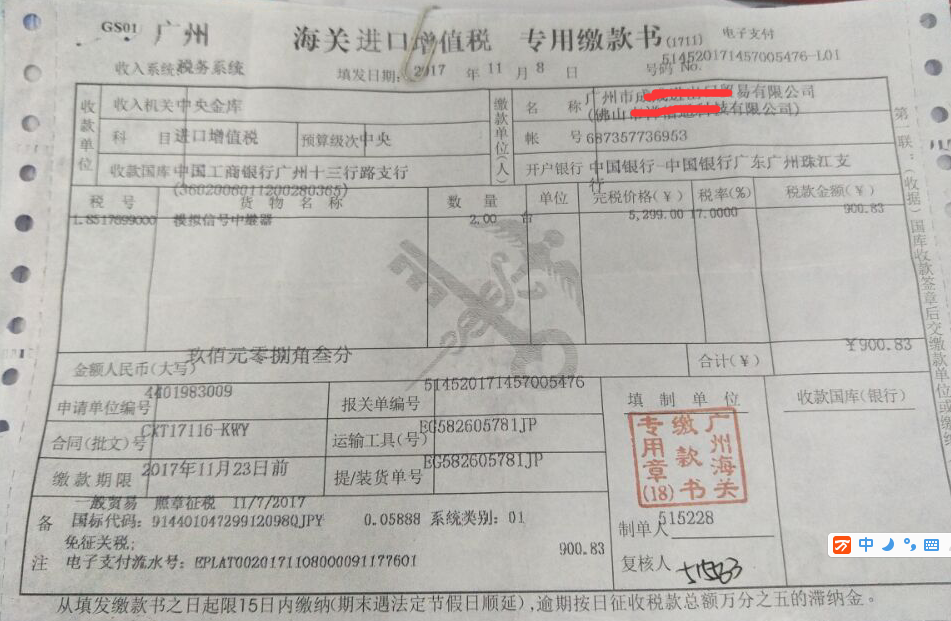 GS01 广州 海关 进口增值税 专用缴款书(1711) 电子支付
收入系统:税务系统 填发日期: 2017 年 11 月 8 日 号码 No. 514520171457005476-L01
收款单位 收入机关 中央金库
科 目 进口增值税 预算级次 中央
收款国库 中国工商银行广州十三行路支行
(3602000601120028036​5)
缴款单位(人) 名 称 广州市 贸易有限公司
(佛山市 有限公司)
帐 号 687357736953
开户银行 中国银行-中国银行广东广州珠江支
行
税 号 货 物 名 称 数 量 单位 完税价格(¥) 税率(%) 税款金额(¥)
1.8517699000 模拟信号中继器 2.00 台 5,299.00 17.0000 900.83
金额人民币(大写) 玖佰元零捌角叁分 合计(¥) ¥900.83
申请单位编号 4401983009 报关单编号 514520171457005476
合同(批文)号 CXT17116-KWY 运输工具(号) EG582605781JP
缴款期限 2017年11月23日前 提/装货单号 EG582605781JP
填 制 单 位
广州海关
缴款书
专用章
(18)
制单人 515228
复核人
收款国库(银行)
备注
一般贸易 照章征税 11/7/2017
国标代码: 91440104729912098QJPY 0.05888 系统类别: 01
免征关税;
电子支付流水号: EPLAT002017110800009117​7601 900.83
从填发缴款书之日起限15日内缴纳(期末遇法定节假日顺延),逾期按日征收税款总额万分之五的滞纳金。
第一联:(收据)国库收款签章后交缴款单位或缴纳
中